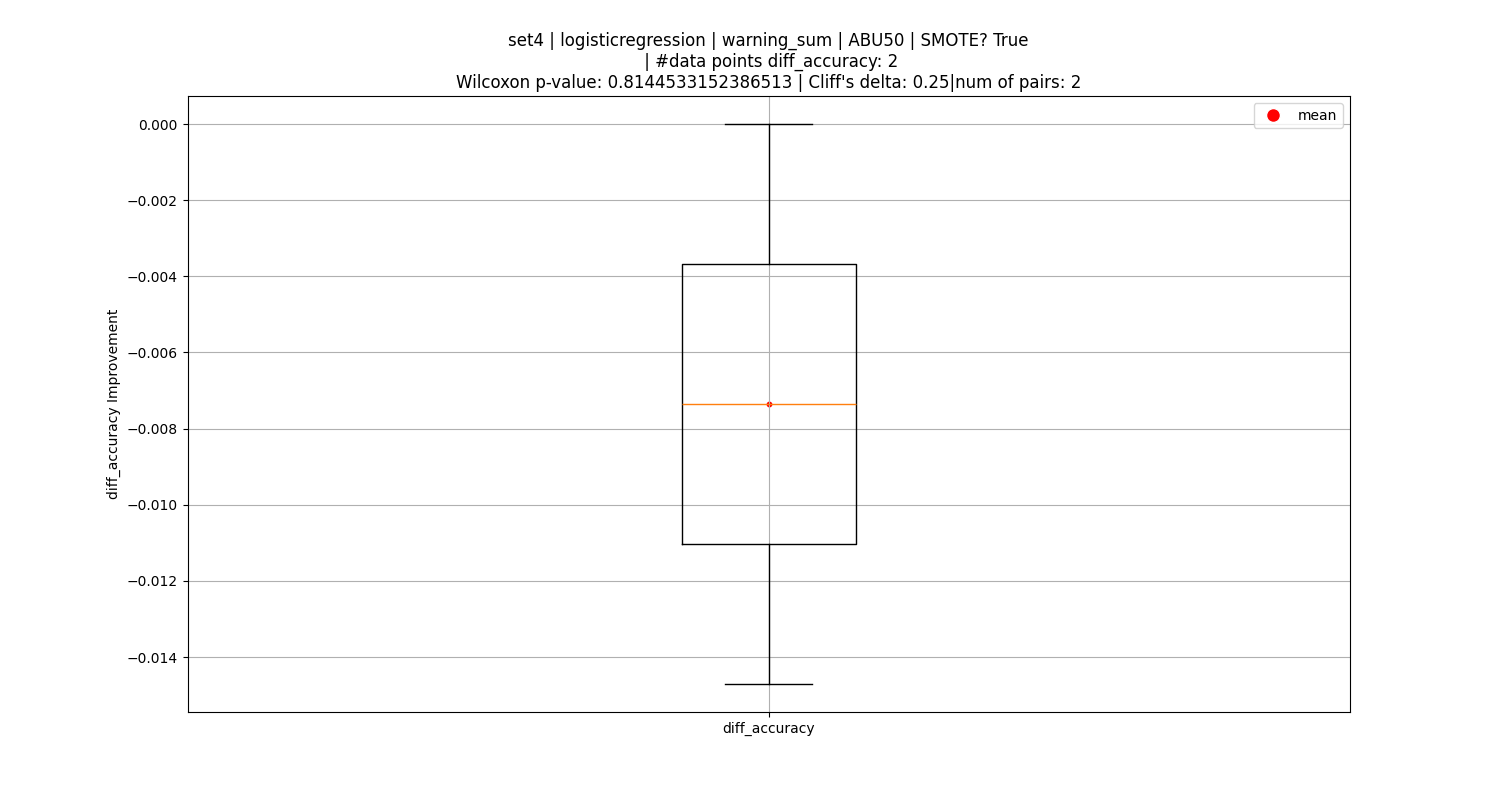 set4 | logisticregression | warning_sum | ABU50 | SMOTE? True
| #data points diff_accuracy: 2
Wilcoxon p-value: 0.8144533152386513 | Cliff's delta: 0.25|num of pairs: 2
mean
0.000
−0.002
−0.004
−0.006
−0.008
−0.010
−0.012
−0.014
diff_accuracy Improvement
diff_accuracy